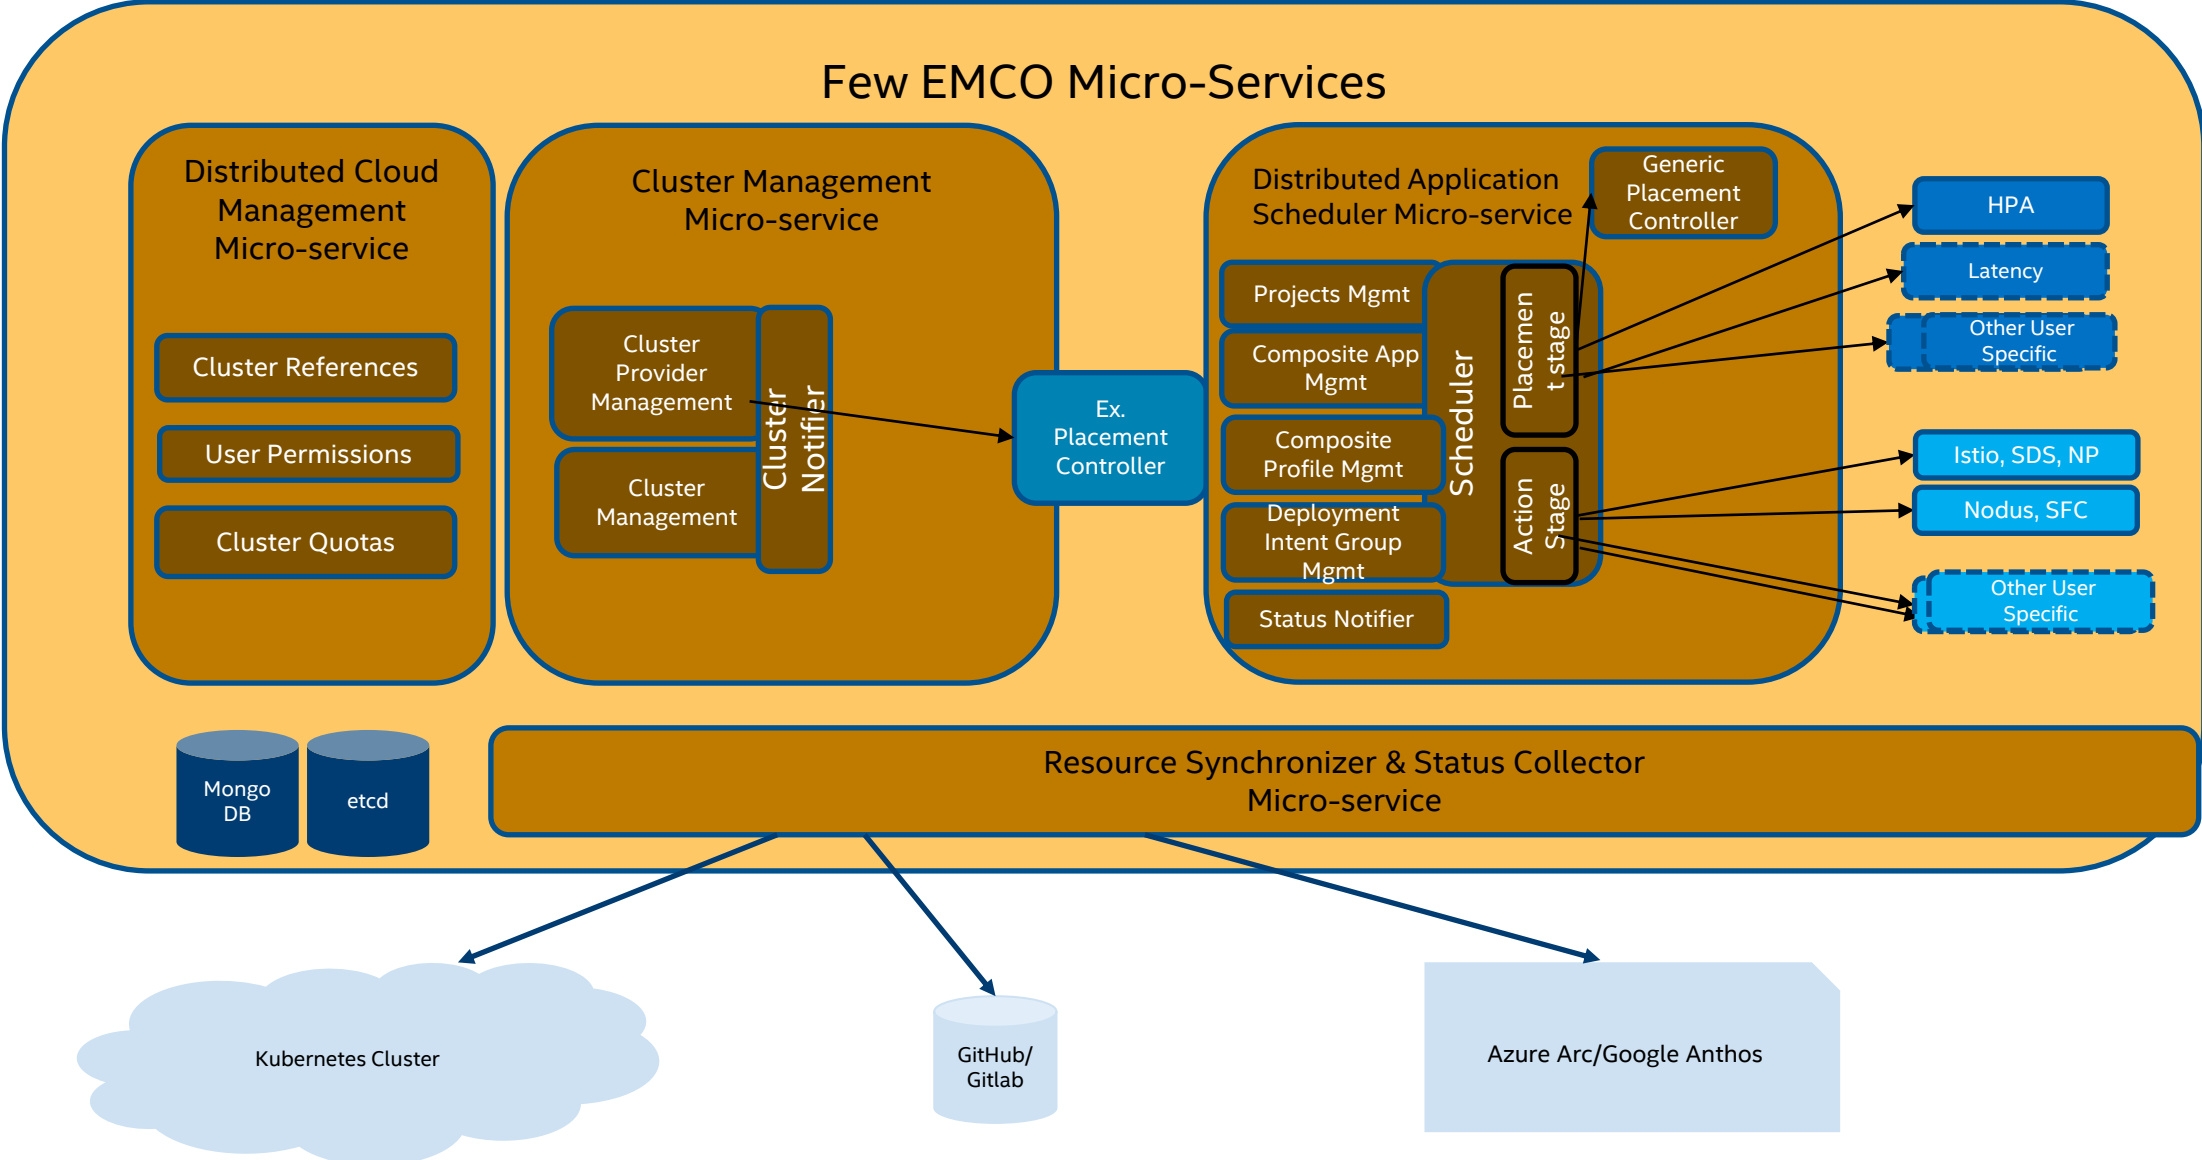 Few EMCO Micro-Services
Distributed Cloud
Management
Micro-service
Cluster References
User Permissions
Cluster Quotas
Cluster Management
Micro-service
Cluster
Provider
Management
Cluster
Management
Cluster
Notifier
Ex.
Placement
Controller
Distributed Application
Scheduler Micro-service
Generic
Placement
Controller
Projects Mgmt
Composite App
Mgmt
Composite
Profile Mgmt
Deployment
Intent Group
Mgmt
Status Notifier
Scheduler
Placemen
t stage
Action
Stage
HPA
Latency
Other User
Specific
Istio, SDS, NP
Nodus, SFC
Other User
Specific
Mongo
DB
etcd
Resource Synchronizer & Status Collector
Micro-service
Kubernetes Cluster
GitHub/
Gitlab
Azure Arc/Google Anthos